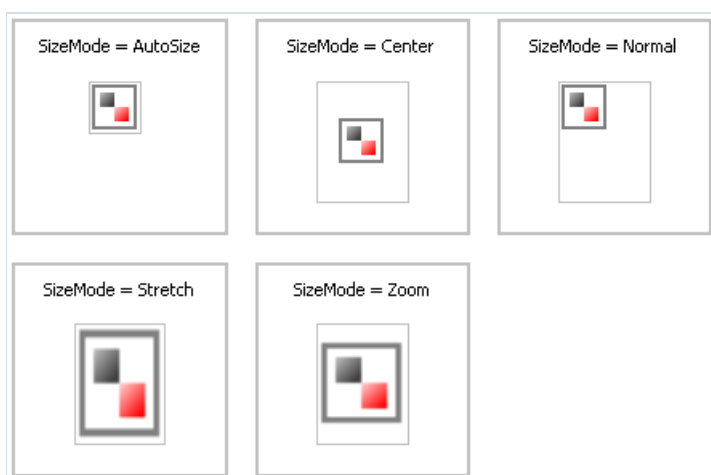 SizeMode = AutoSize
SizeMode = Center
SizeMode = Normal
SizeMode = Stretch
SizeMode = Zoom